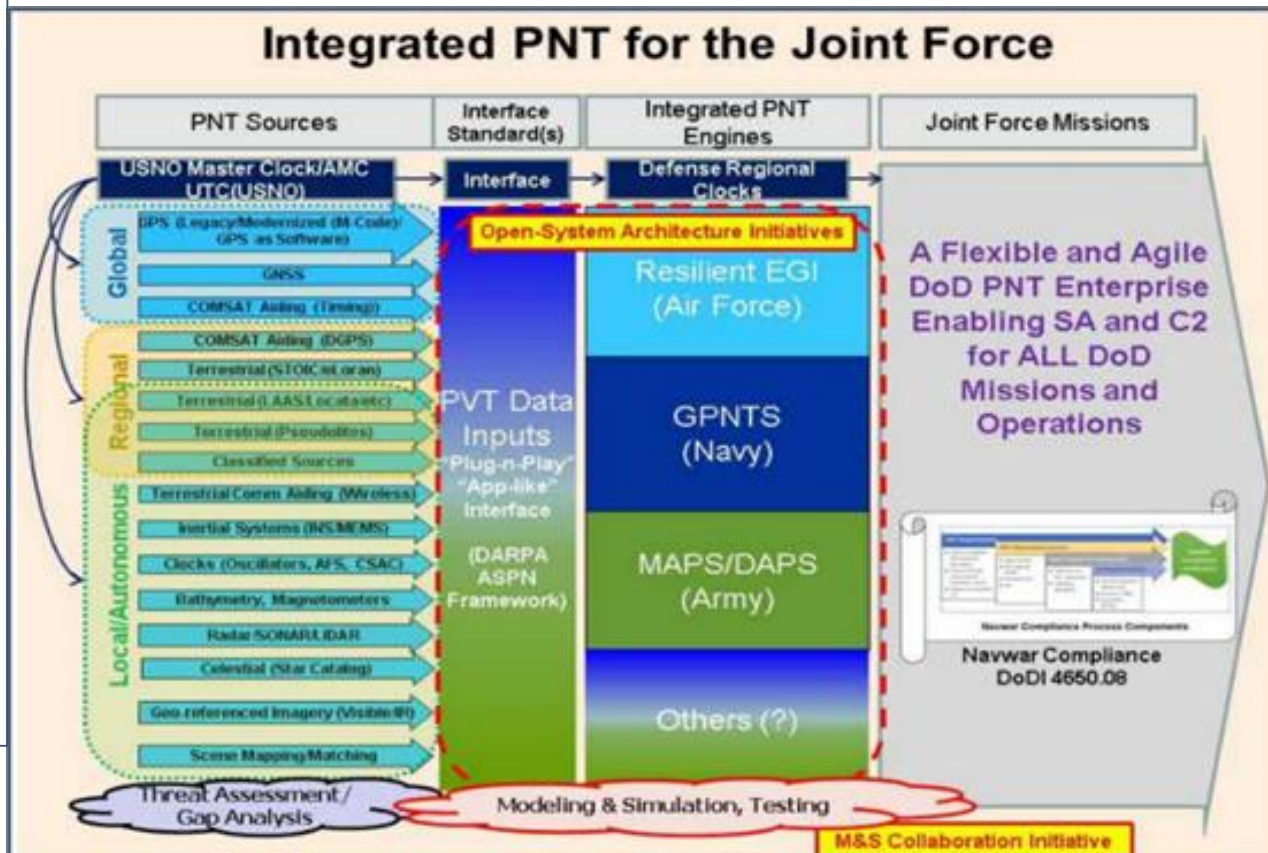 Integrated PNT for the Joint Force
PNT Sources
Interface
Standard(s)
Integrated PNT
Engines
Joint Force Missions
USNO Master Clock/AMC
UTC(USNO)
Interface
Defense Regional
Clocks
Global
GPS (Legacy/Modernized (M-Code)/
GPS as Software)
GNSS
COMSAT Aiding (Timing)
Regional
COMSAT Aiding (DGPS)
Terrestrial (STOIC/eLoran)
Terrestrial (LAAS/Locata/etc)
Terrestrial (Pseudolites)
Classified Sources
Local/Autonomous
Terrestrial Comm Aiding (Wireless)
Inertial Systems (INS/MEMS)
Clocks (Oscillators, AFS, CSAC)
Bathymetry, Magnetometers
Radar/SONAR/LIDAR
Celestial (Star Catalog)
Geo-referenced Imagery (Visible/IR)
Scene Mapping/Matching
Open-System Architecture Initiatives
PVT Data
Inputs
"Plug-n-Play"
"App-like"
Interface
(DARPA
ASPN
Framework)
Resilient EGI
(Air Force)
GPNTS
(Navy)
MAPS/DAPS
(Army)
Others (?)
A Flexible and Agile
DoD PNT Enterprise
Enabling SA and C2
for ALL DoD
Missions and
Operations
Navwar Compliance Process Components
Navwar Compliance
DoDI 4650.08
Threat Assessment /
Gap Analysis
Modeling & Simulation, Testing
M&S Collaboration Initiative